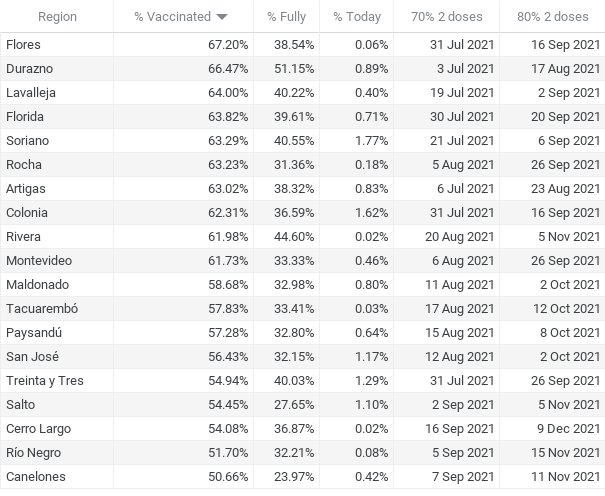 Region % Vaccinated % Fully % Today 70% 2 doses 80% 2 doses
Flores 67.20% 38.54% 0.06% 31 Jul 2021 16 Sep 2021
Durazno 66.47% 51.15% 0.89% 3 Jul 2021 17 Aug 2021
Lavalleja 64.00% 40.22% 0.40% 19 Jul 2021 2 Sep 2021
Florida 63.82% 39.61% 0.71% 30 Jul 2021 20 Sep 2021
Soriano 63.29% 40.55% 1.77% 21 Jul 2021 6 Sep 2021
Rocha 63.23% 31.36% 0.18% 5 Aug 2021 26 Sep 2021
Artigas 63.02% 38.32% 0.83% 6 Jul 2021 23 Aug 2021
Colonia 62.31% 36.59% 1.62% 31 Jul 2021 16 Sep 2021
Rivera 61.98% 44.60% 0.02% 20 Aug 2021 5 Nov 2021
Montevideo 61.73% 33.33% 0.46% 6 Aug 2021 26 Sep 2021
Maldonado 58.68% 32.98% 0.80% 11 Aug 2021 2 Oct 2021
Tacuarembó 57.83% 33.41% 0.03% 17 Aug 2021 12 Oct 2021
Paysandú 57.28% 32.80% 0.64% 15 Aug 2021 8 Oct 2021
San José 56.43% 32.15% 1.17% 12 Aug 2021 2 Oct 2021
Treinta y Tres 54.94% 40.03% 1.29% 31 Jul 2021 26 Sep 2021
Salto 54.45% 27.65% 1.10% 2 Sep 2021 5 Nov 2021
Cerro Largo 54.08% 36.87% 0.02% 16 Sep 2021 9 Dec 2021
Río Negro 51.70% 32.21% 0.08% 5 Sep 2021 15 Nov 2021
Canelones 50.66% 23.97% 0.42% 7 Sep 2021 11 Nov 2021